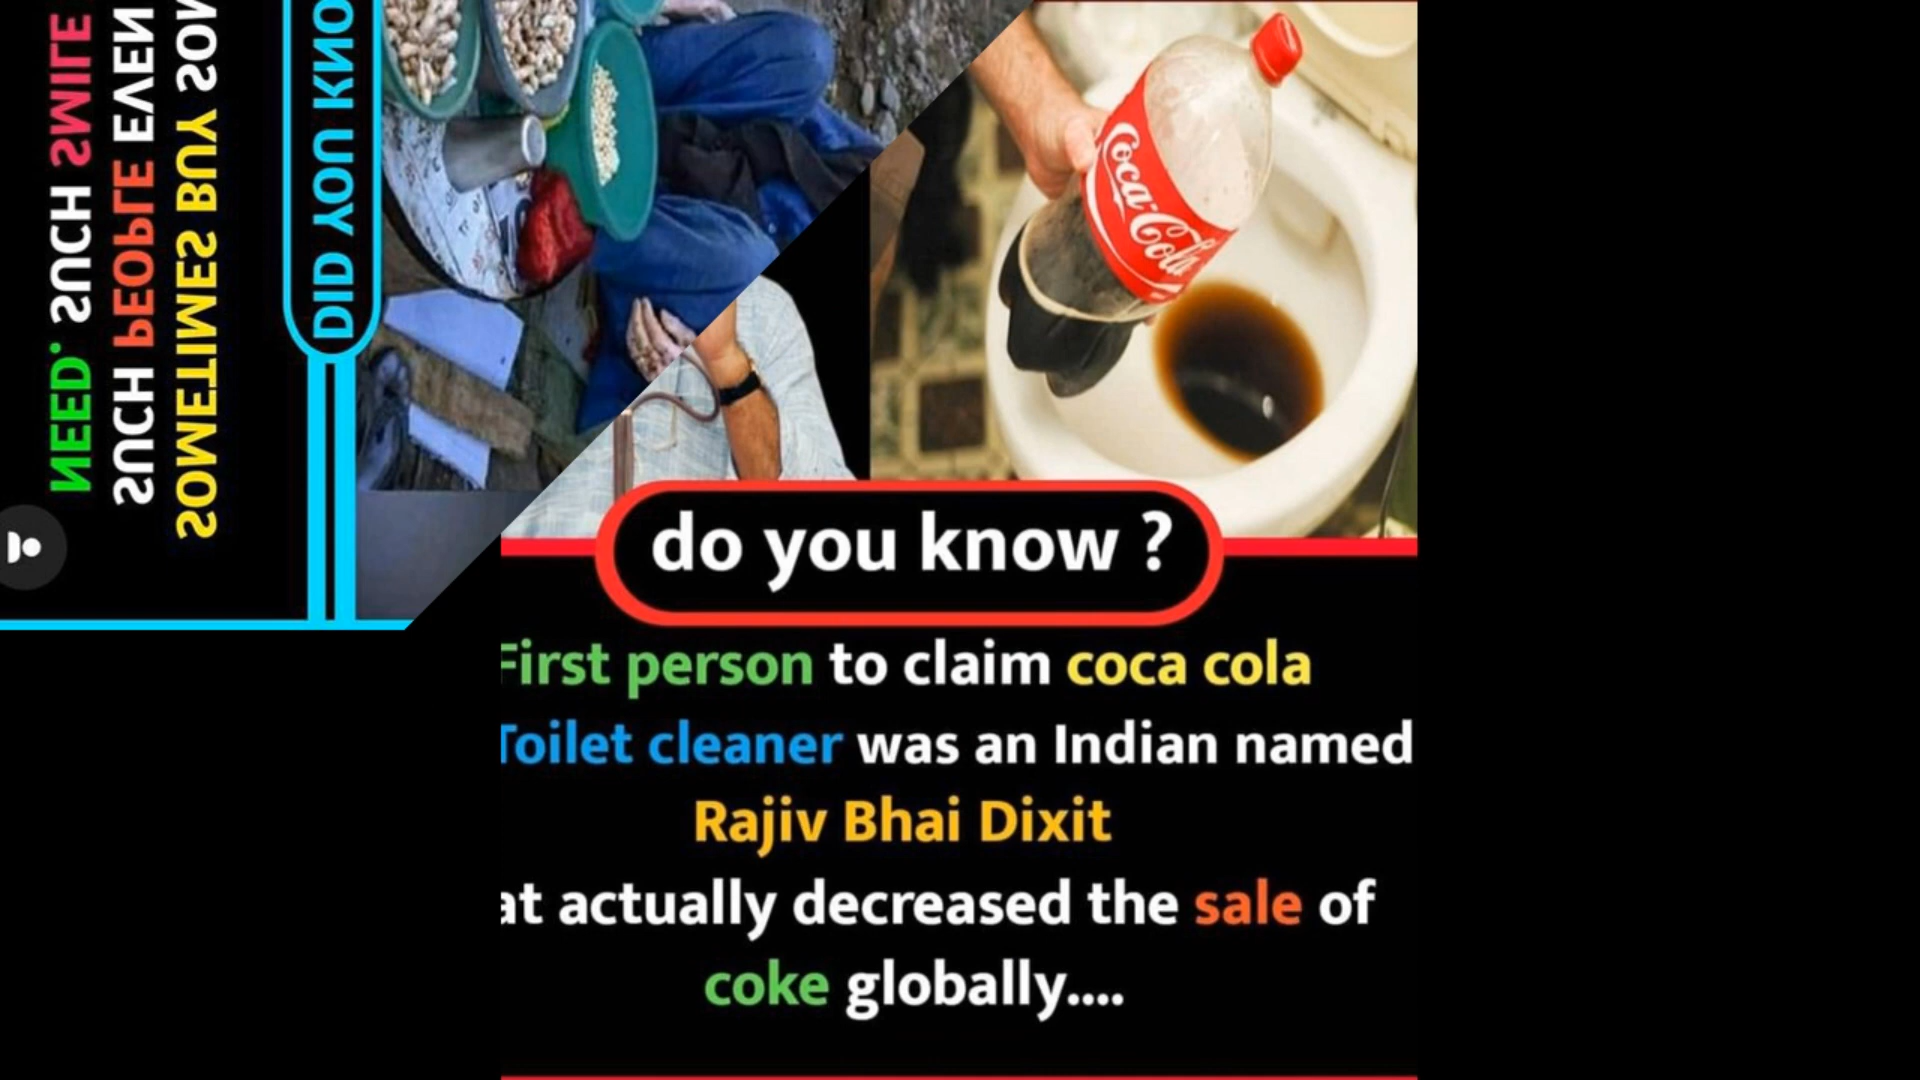 SOMETIMES BUY SOM
SUCH PEOPLE EVEN
NEED. SUCH SMILE
DID YOU KNO
Coca-Cola
do you know ?
First person to claim coca cola
Toilet cleaner was an Indian named
Rajiv Bhai Dixit
at actually decreased the sale of
coke globally....